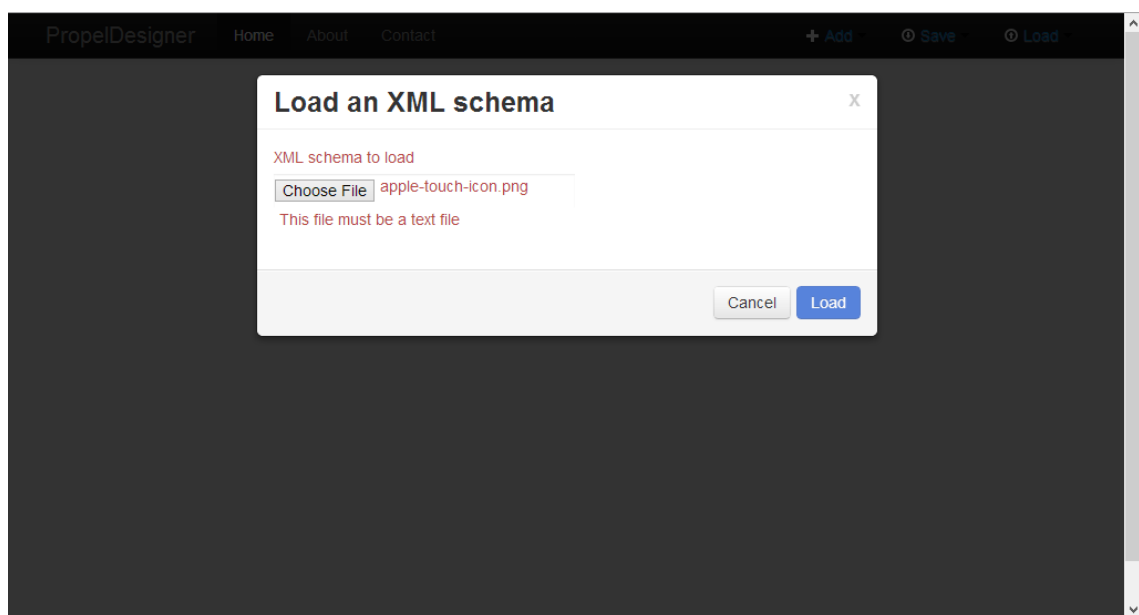 PropelDesigner Home About Contact Add Save Load
Load an XML schema x
XML schema to load
Choose File apple-touch-icon.png
This file must be a text file
Cancel Load